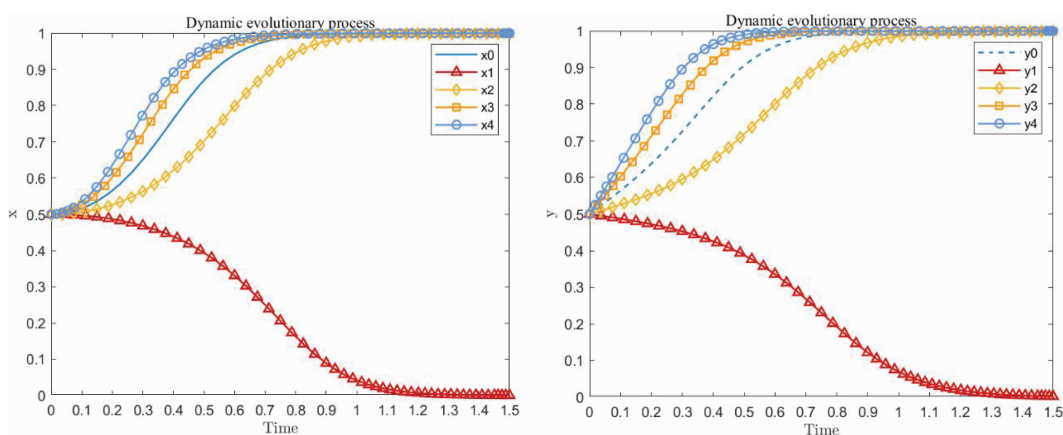 Dynamic evolutionary process
1
0.9
0.8
0.7
0.6
0.5
0.4
0.3
0.2
0.1
0
x
x0
x1
x2
x3
x4
0 0.1 0.2 0.3 0.4 0.5 0.6 0.7 0.8 0.9 1 1.1 1.2 1.3 1.4 1.5
Time
Dynamic evolutionary process
1
0.9
0.8
0.7
0.6
0.5
0.4
0.3
0.2
0.1
0
y
y0
y1
y2
y3
y4
0 0.1 0.2 0.3 0.4 0.5 0.6 0.7 0.8 0.9 1 1.1 1.2 1.3 1.4 1.5
Time